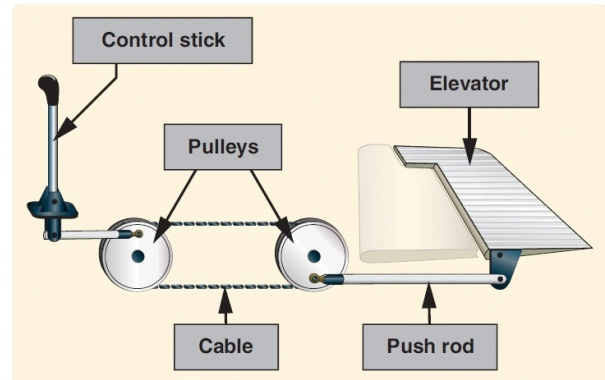 Control stick
Elevator
Pulleys
Cable
Push rod